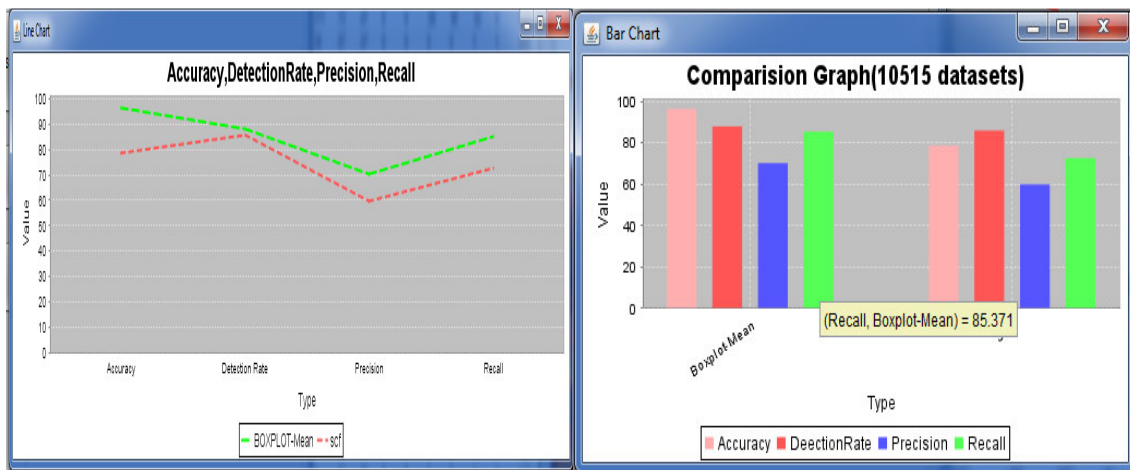 Line Chart
Accuracy,DetectionRate,Precision,Recall
Value
100
90
80
70
60
50
40
30
20
10
0
Accuracy Detection Rate Precision Recall
Type
BOXPLOT-Mean scf
Bar Chart
Comparision Graph(10515 datasets)
Value
100
80
60
40
20
0
(Recall, Boxplot-Mean) = 85.371
Boxplot-Mean
Type
Accuracy DeectionRate Precision Recall